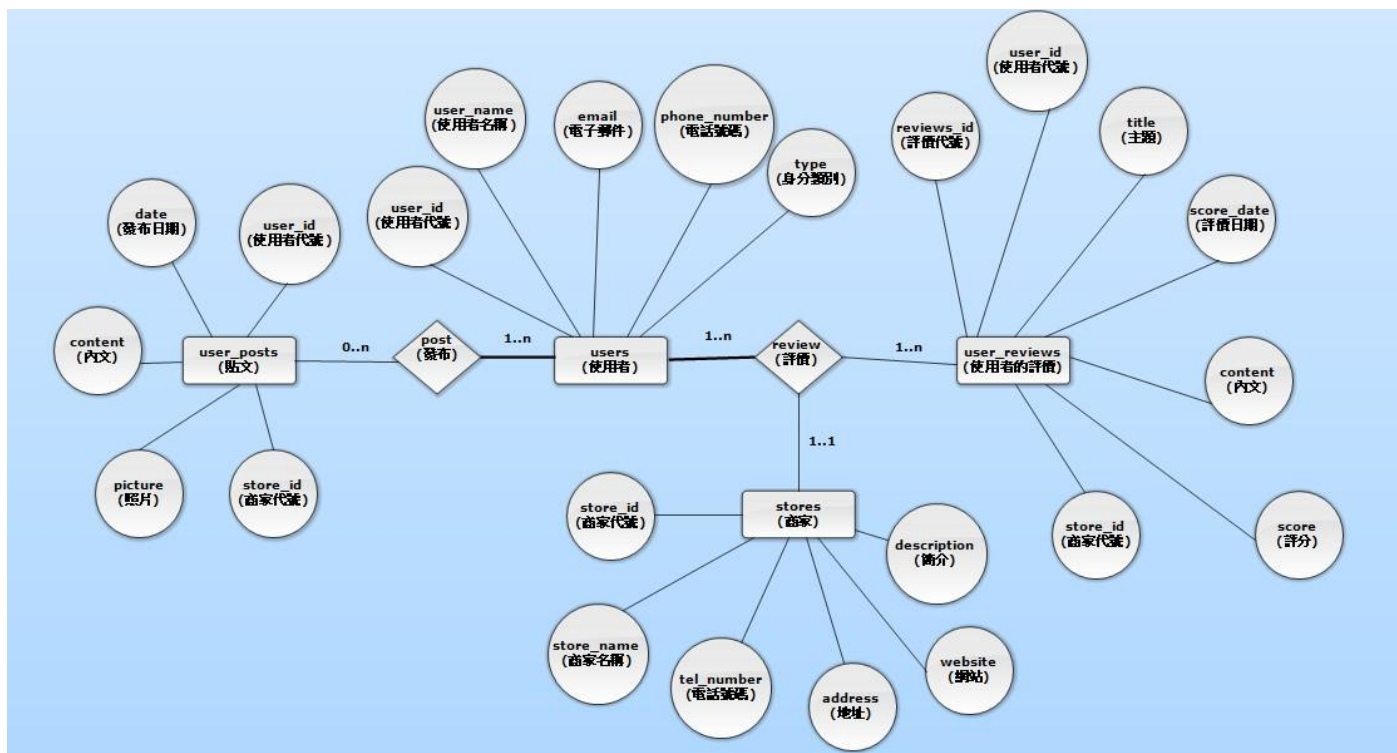 user_id
(使用者代號)
user_name
(使用者名稱)
email
(電子郵件)
phone_number
(電話號碼)
reviews_id
(評價代號)
title
(主題)
type
(身分類別)
date
(發布日期)
user_id
(使用者代號)
user_id
(使用者代號)
score_date
(評價日期)
content
(內文)
user_posts
(貼文)
0..n
post
(發布)
1..n
users
(使用者)
1..n
review
(評價)
1..n
user_reviews
(使用者的評價)
content
(內文)
1..1
picture
(照片)
store_id
(商家代號)
store_id
(商家代號)
stores
(商家)
description
(簡介)
store_id
(商家代號)
score
(評分)
store_name
(商家名稱)
tel_number
(電話號碼)
address
(地址)
website
(網站)